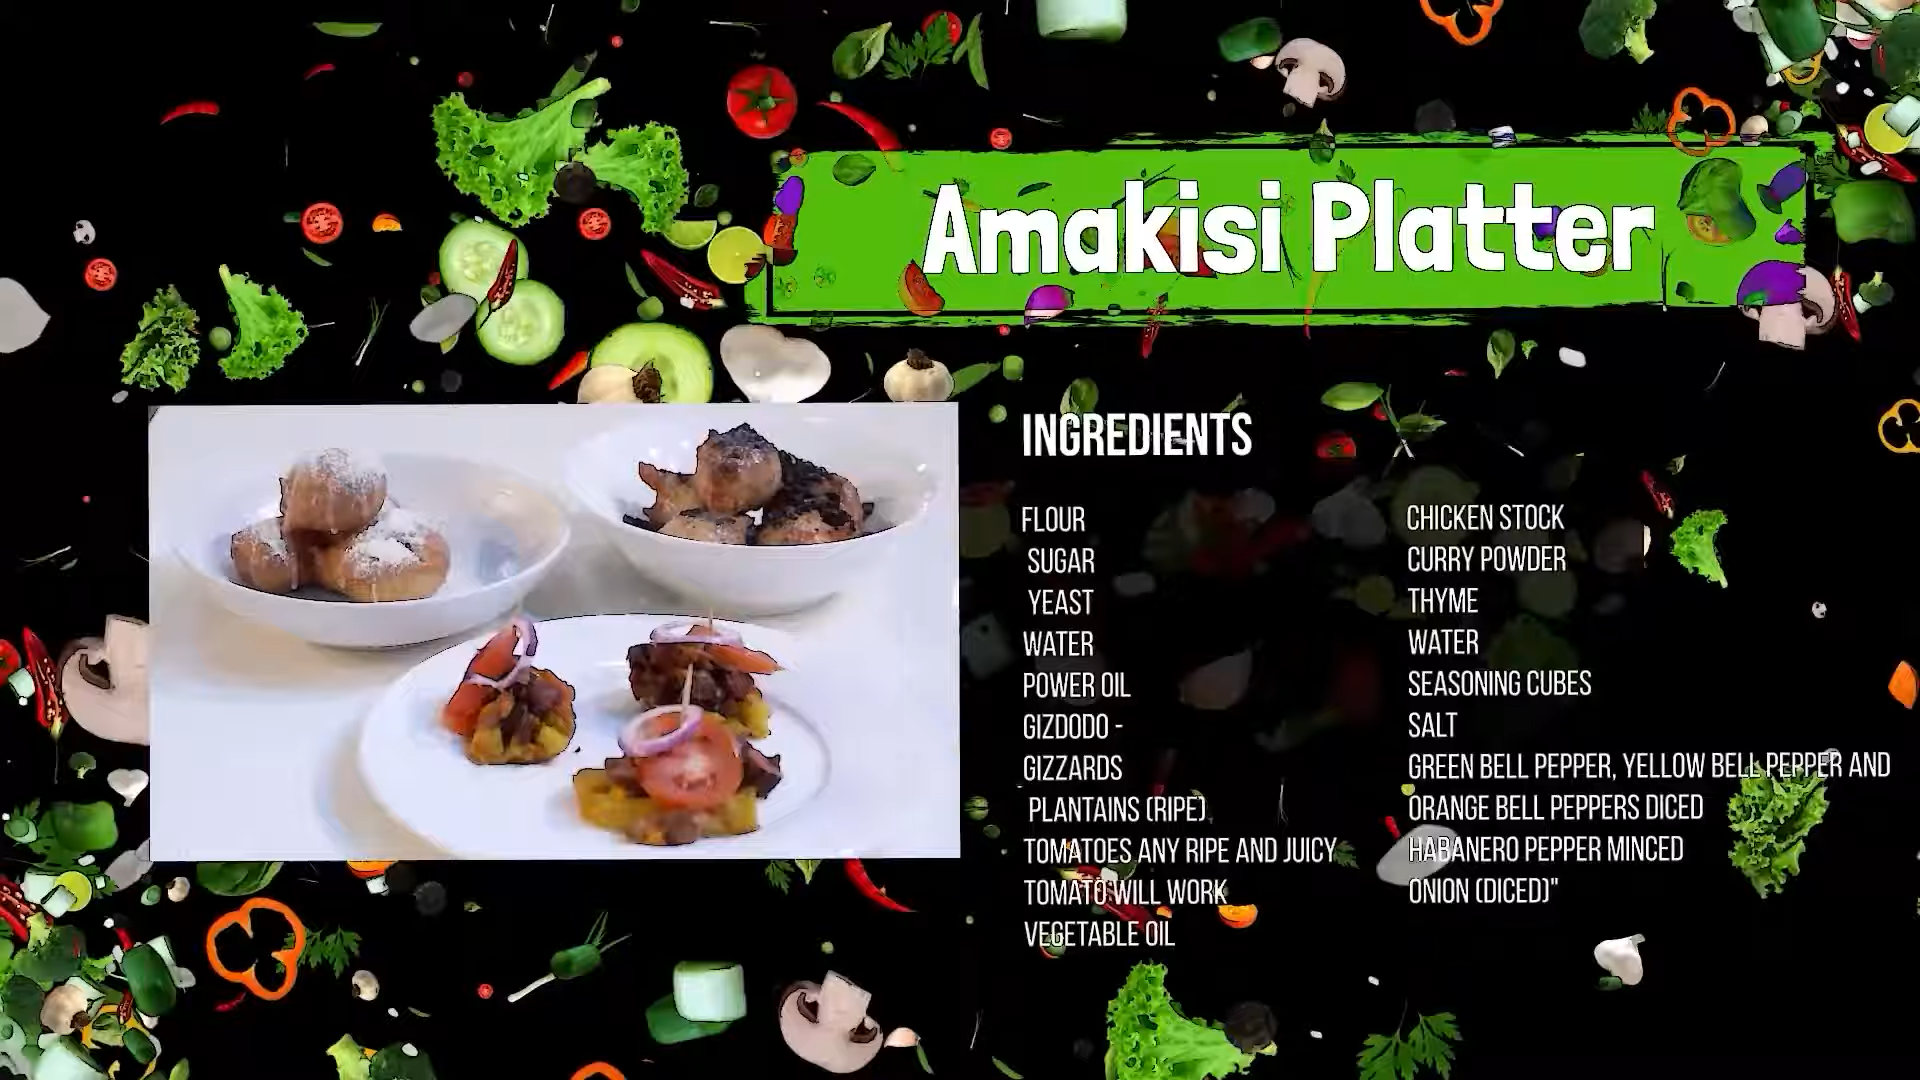 Amakisi Platter
INGREDIENTS
FLOUR
SUGAR
YEAST
WATER
POWER OIL
GIZDODO -
GIZZARDS
PLANTAINS (RIPE)
TOMATOES ANY RIPE AND JUICY
TOMATO WILL WORK
VEGETABLE OIL
CHICKEN STOCK
CURRY POWDER
THYME
WATER
SEASONING CUBES
SALT
GREEN BELL PEPPER, YELLOW BELL PEPPER AND
ORANGE BELL PEPPERS DICED
HABANERO PEPPER MINCED
ONION (DICED)"